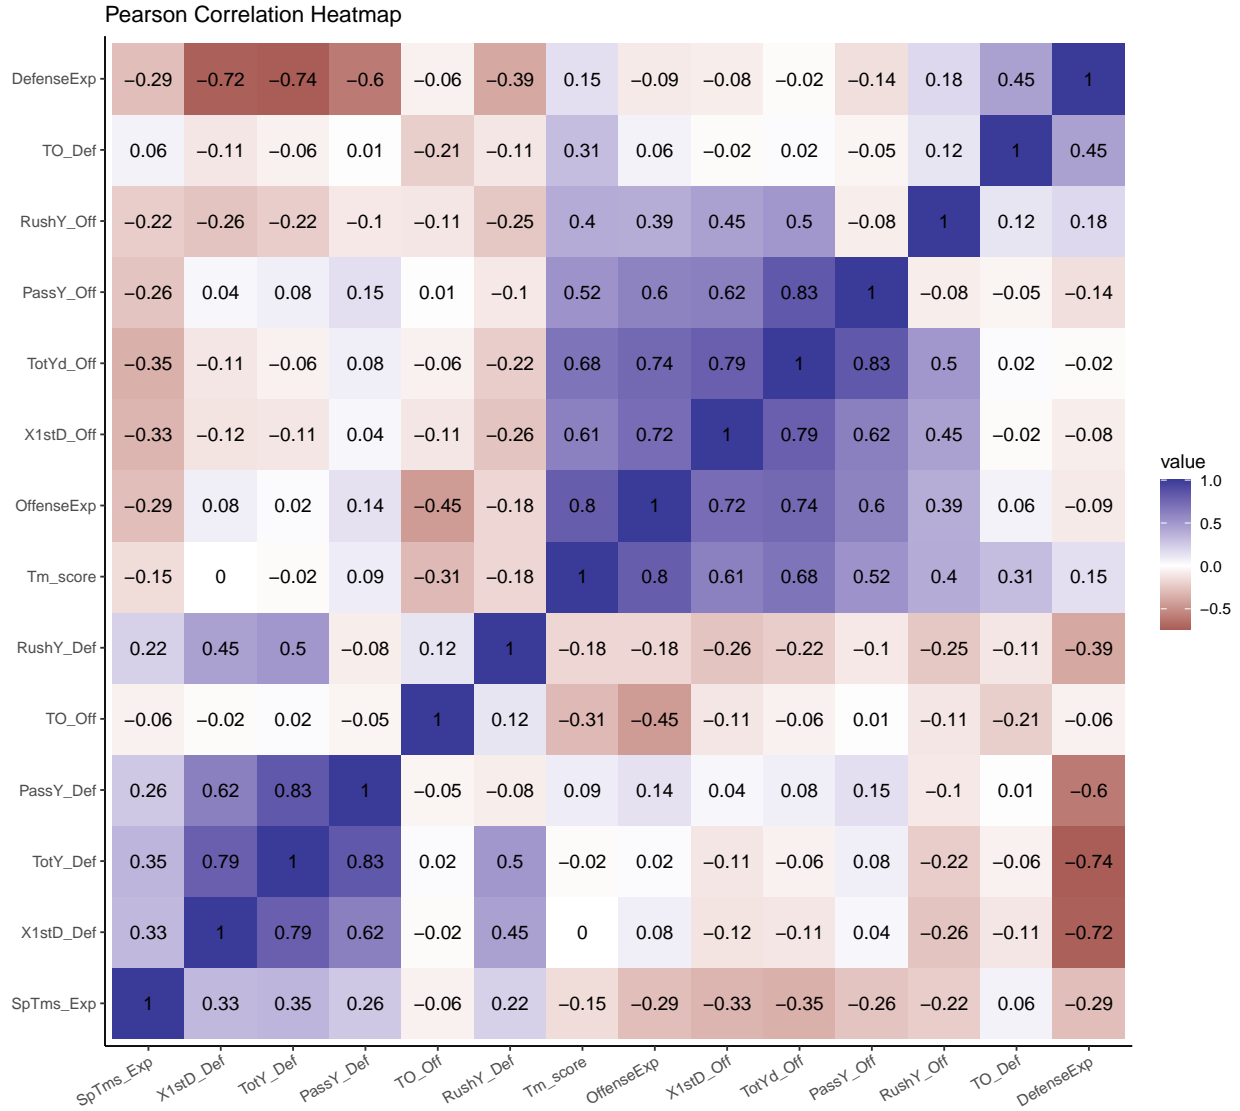 Pearson Correlation Heatmap
DefenseExp −0.29 −0.72 −0.74 −0.6 −0.06 −0.39 0.15 −0.09 −0.08 −0.02 −0.14 0.18 0.45 1
TO_Def 0.06 −0.11 −0.06 0.01 −0.21 −0.11 0.31 0.06 −0.02 0.02 −0.05 0.12 1 0.45
RushY_Off −0.22 −0.26 −0.22 −0.1 −0.11 −0.25 0.4 0.39 0.45 0.5 −0.08 1 0.12 0.18
PassY_Off −0.26 0.04 0.08 0.15 0.01 −0.1 0.52 0.6 0.62 0.83 1 −0.08 −0.05 −0.14
TotYd_Off −0.35 −0.11 −0.06 0.08 −0.06 −0.22 0.68 0.74 0.79 1 0.83 0.5 0.02 −0.02
X1stD_Off −0.33 −0.12 −0.11 0.04 −0.11 −0.26 0.61 0.72 1 0.79 0.62 0.45 −0.02 −0.08
OffenseExp −0.29 0.08 0.02 0.14 −0.45 −0.18 0.8 1 0.72 0.74 0.6 0.39 0.06 −0.09
Tm_score −0.15 0 −0.02 0.09 −0.31 −0.18 1 0.8 0.61 0.68 0.52 0.4 0.31 0.15
RushY_Def 0.22 0.45 0.5 −0.08 0.12 1 −0.18 −0.18 −0.26 −0.22 −0.1 −0.25 −0.11 −0.39
TO_Off −0.06 −0.02 0.02 −0.05 1 0.12 −0.31 −0.45 −0.11 −0.06 0.01 −0.11 −0.21 −0.06
PassY_Def 0.26 0.62 0.83 1 −0.05 −0.08 0.09 0.14 0.04 0.08 0.15 −0.1 0.01 −0.6
TotY_Def 0.35 0.79 1 0.83 0.02 0.5 −0.02 0.02 −0.11 −0.06 0.08 −0.22 −0.06 −0.74
X1stD_Def 0.33 1 0.79 0.62 −0.02 0.45 0 0.08 −0.12 −0.11 0.04 −0.26 −0.11 −0.72
SpTms_Exp 1 0.33 0.35 0.26 −0.06 0.22 −0.15 −0.29 −0.33 −0.35 −0.26 −0.22 0.06 −0.29
SpTms_Exp X1stD_Def TotY_Def PassY_Def TO_Off RushY_Def Tm_score OffenseExp X1stD_Off TotYd_Off PassY_Off RushY_Off TO_Def DefenseExp
value
1.0
0.5
0.0
−0.5